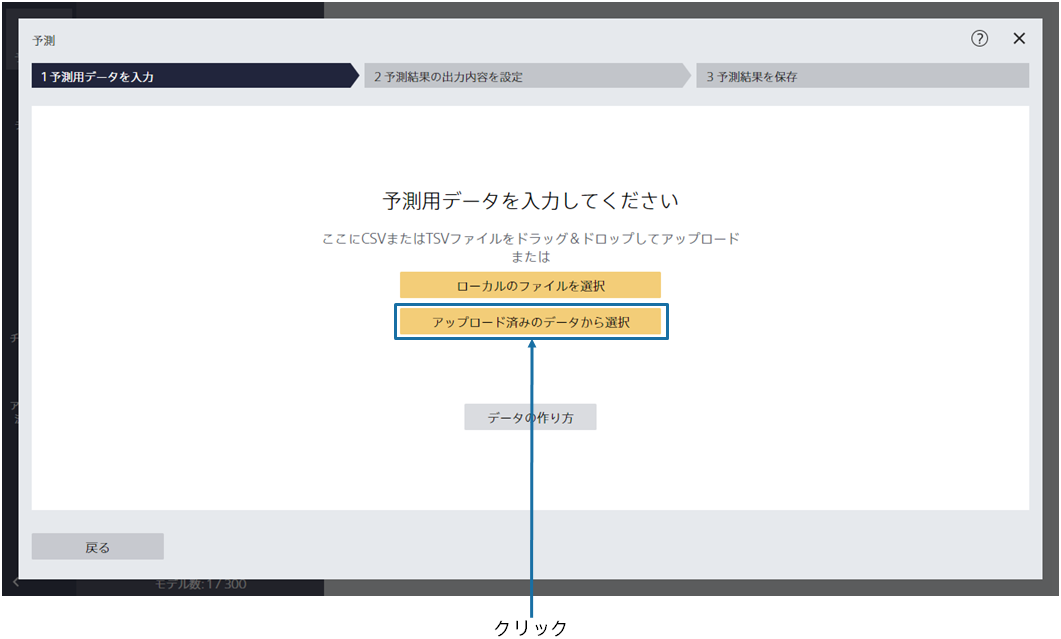 予測
?
1 予測用データを入力
2 予測結果の出力内容を設定
3 予測結果を保存
予測用データを入力してください
ここにCSVまたはTSVファイルをドラッグ＆ドロップしてアップロード
または
ローカルのファイルを選択
アップロード済みのデータから選択
データの作り方
戻る
モデル数: 1 / 300
クリック